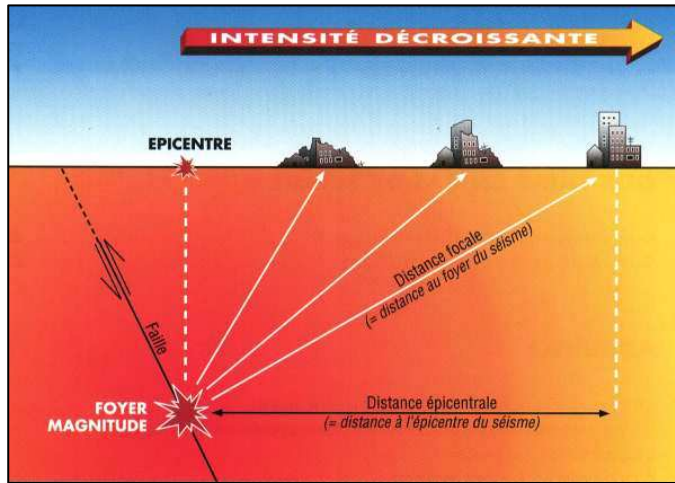 INTENSITÉ DÉCROISSANTE
EPICENTRE
Distance focale
(= distance au foyer du séisme)
Faille
FOYER
MAGNITUDE
Distance épicentrale
(= distance à l'épicentre du séisme)